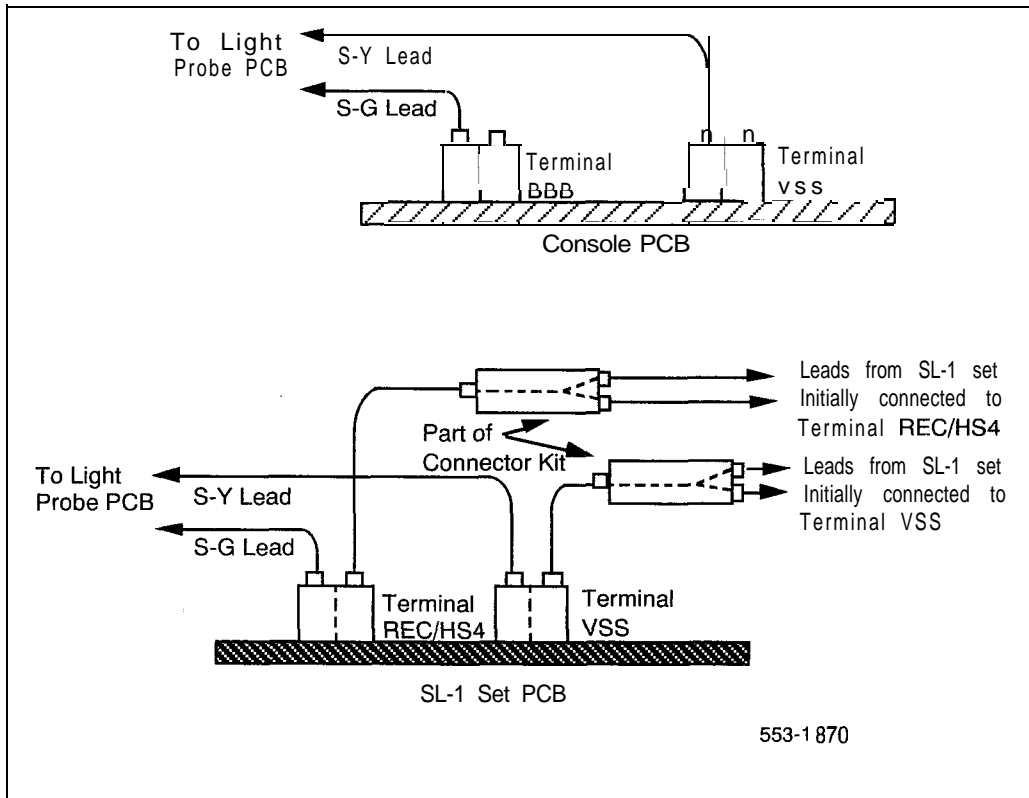 To Light
Probe PCB
S-Y Lead
S-G Lead
n n
Terminal
BBB
Terminal
vss
Console PCB
Leads from SL-1 set
Initially connected to
Terminal REC/HS4
Part of
Connector Kit
To Light
Probe PCB
S-Y Lead
S-G Lead
Leads from SL-1 set
Initially connected to
Terminal VSS
Terminal
REC/HS4
Terminal
VSS
SL-1 Set PCB
553-1870